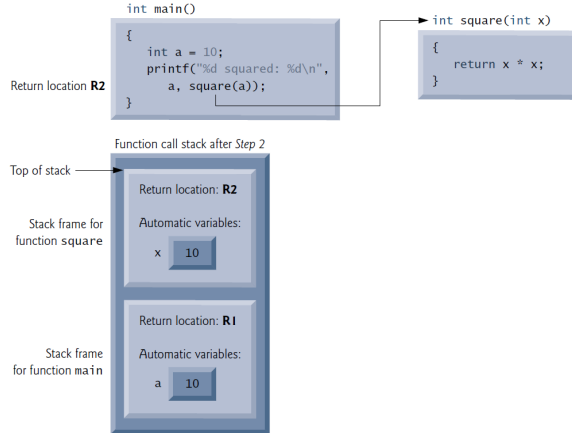 int main()
{
int a = 10;
printf("%d squared: %d\n",
a, square(a));
}
Return location R2
int square(int x)
{
return x * x;
}
Function call stack after Step 2
Top of stack
Return location: R2
Automatic variables:
x 10
Stack frame for
function square
Return location: R1
Automatic variables:
a 10
Stack frame
for function main